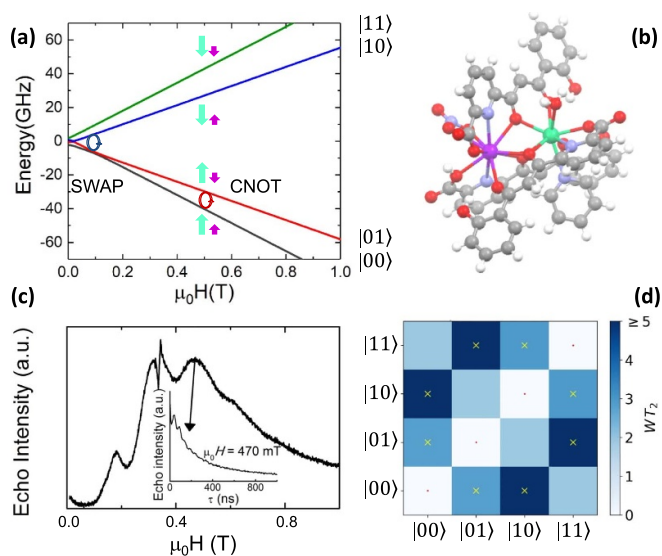 (a)
Energy(GHz)
60
40
20
0
-20
-40
-60
SWAP
CNOT
0.0 0.2 0.4 0.6 0.8 1.0
μ₀H(T)
|11⟩
|10⟩
|01⟩
|00⟩
(b)
(c)
Echo Intensity (a.u.)
0.0 0.4 0.8
μ₀H (T)
Echo intensity (a.u.)
μ₀H = 470 mT
0 400 800
τ (ns)
(d)
|11⟩
|10⟩
|01⟩
|00⟩
|00⟩ |01⟩ |10⟩ |11⟩
≥5
4
3
2
1
0
WT₂